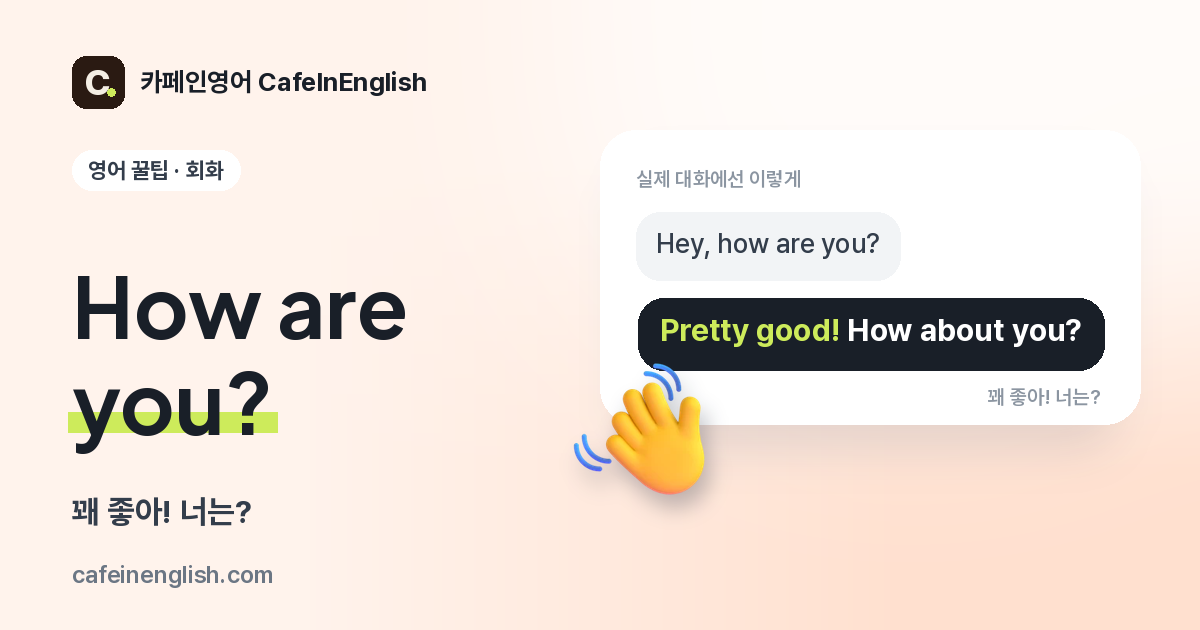 C
카페인영어 CafeInEnglish
영어 꿀팁 · 회화
How are
you?
꽤 좋아! 너는?
cafeinenglish.com
실제 대화에선 이렇게
Hey, how are you?
Pretty good! How about you?
꽤 좋아! 너는?